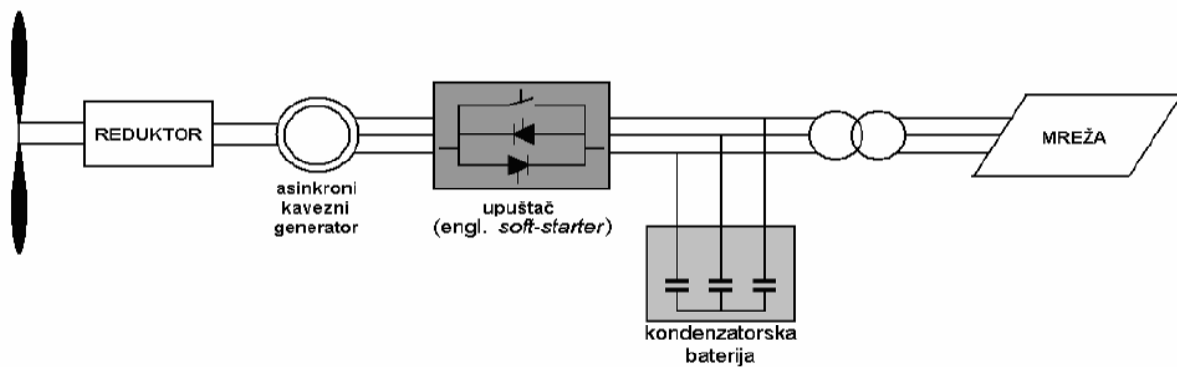 REDUKTOR
asinkroni
kavezni
generator
upuštač
(engl. soft-starter)
kondenzatorska
baterija
MREŽA